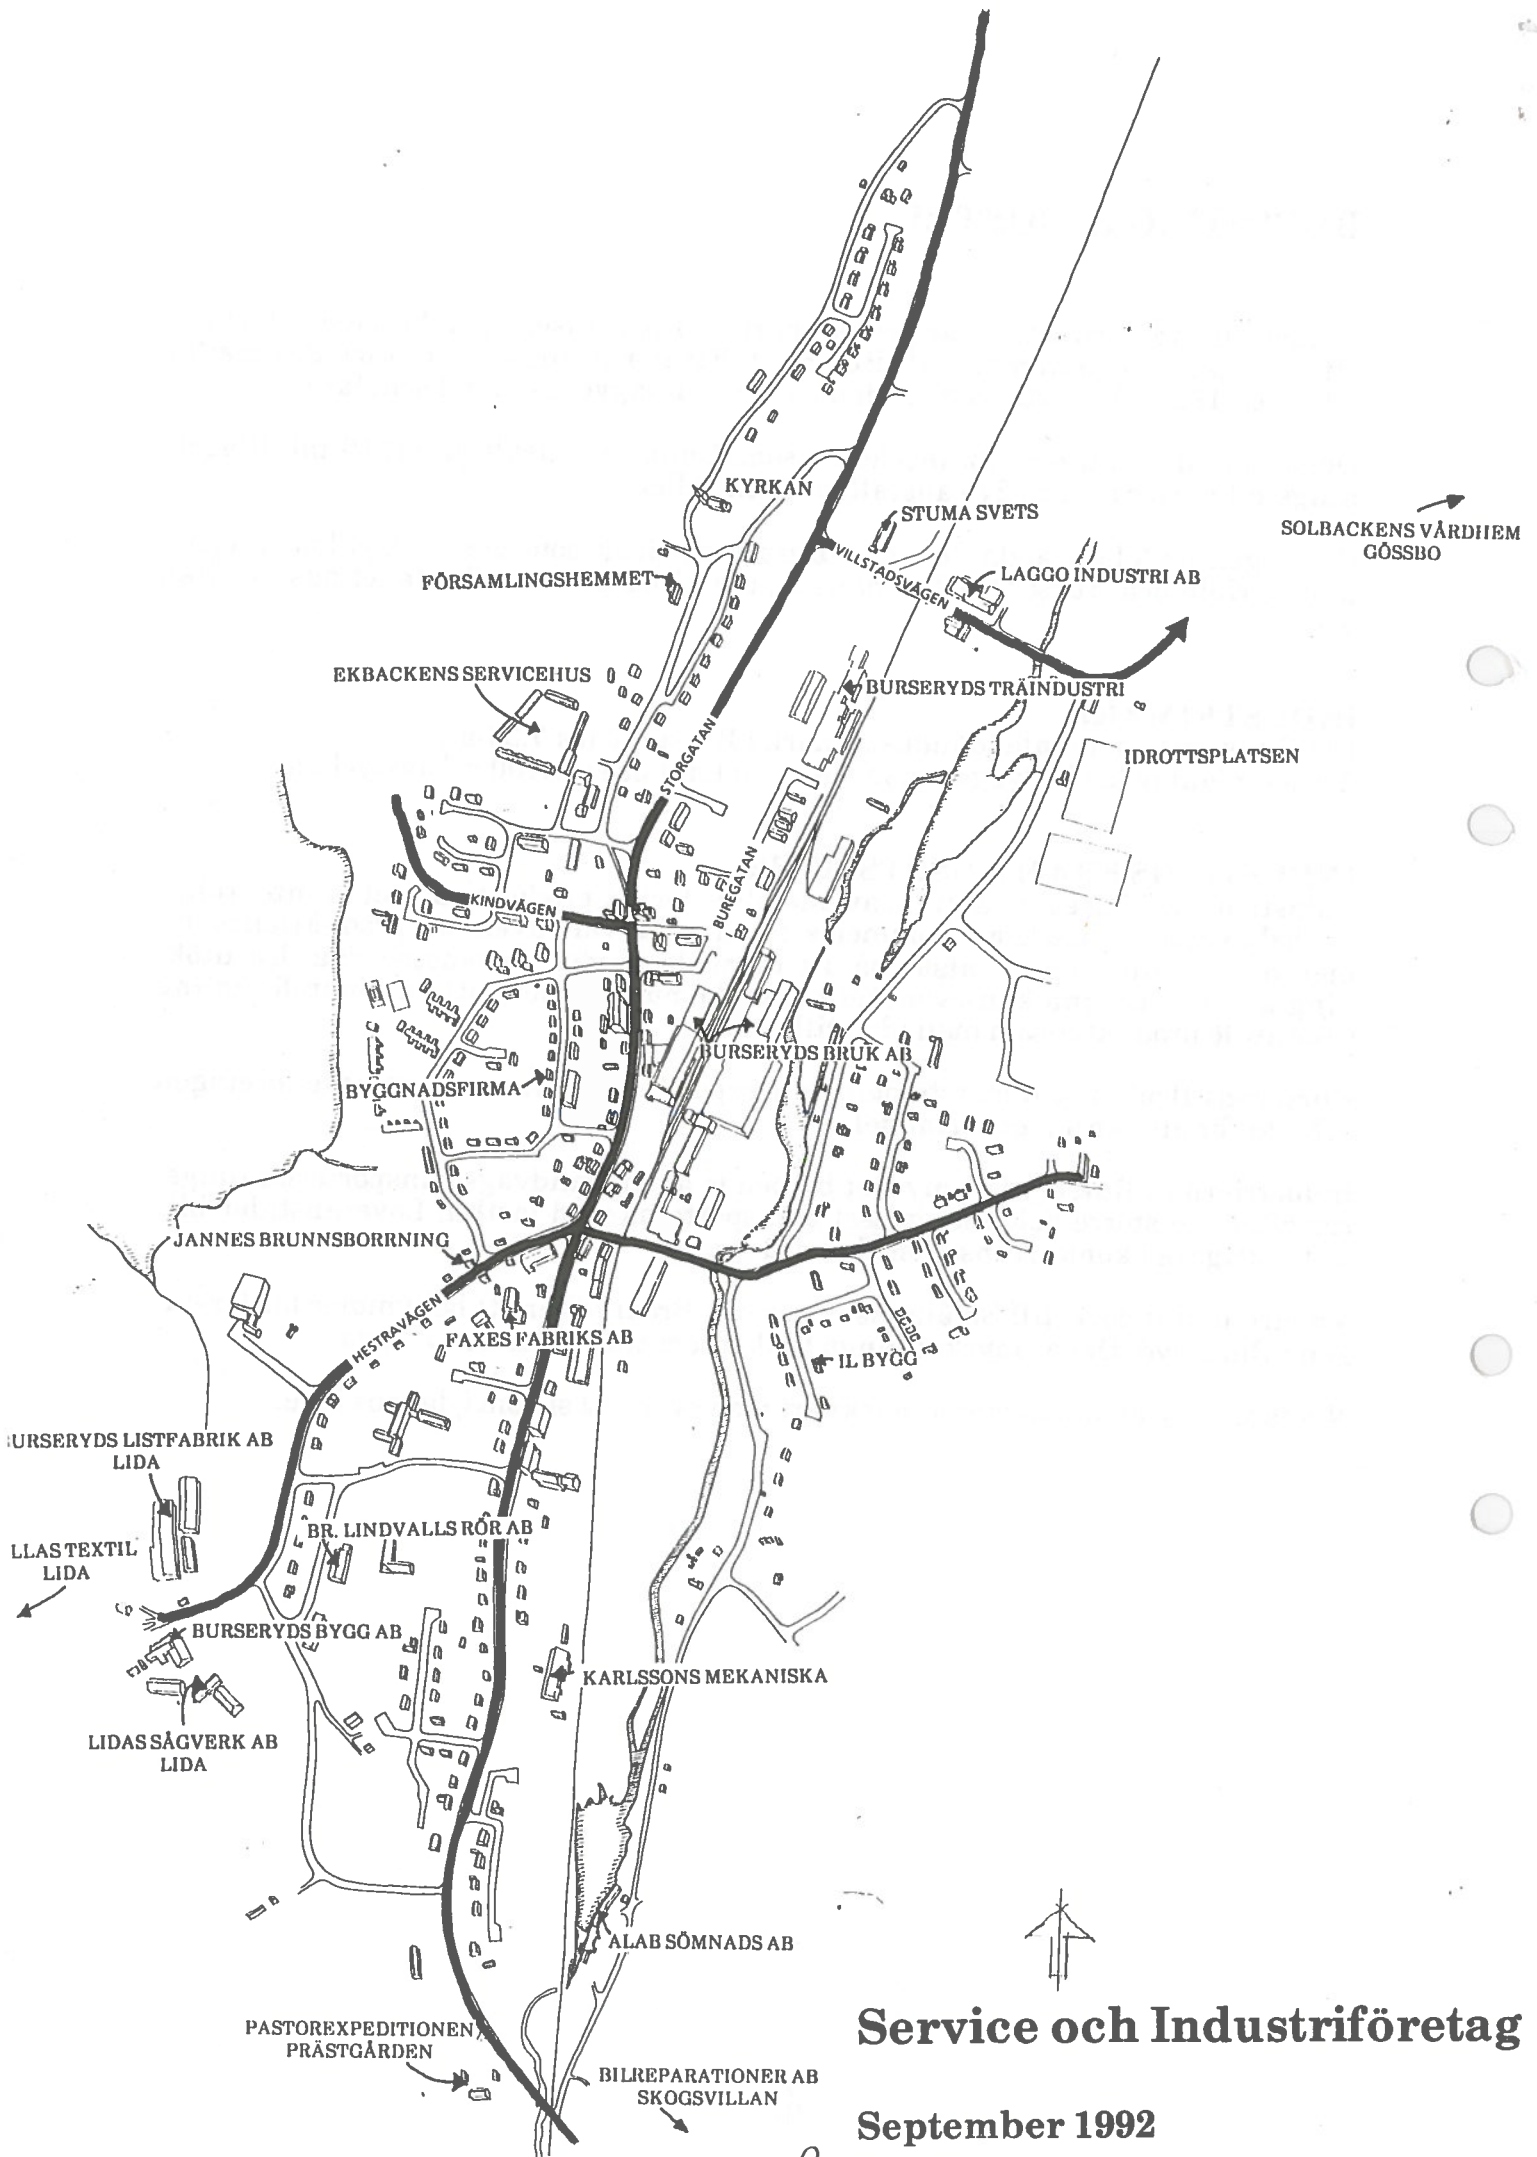 KYRKAN
STUMA SVETS
SOLBACKENS VÅRDHEM
GÖSSBO
VILLSTADSVÄGEN
LAGGO INDUSTRI AB
FÖRSAMLINGSHEMMET
EKBACKENS SERVICEHUS
BURSERYDS TRÄINDUSTRI
STORGATAN
IDROTTSPLATSEN
BUREGATAN
KINDVÄGEN
BURSERYDS BRUK AB
BYGGNADSFIRMA
JANNES BRUNNSBORRNING
HESTRAVÄGEN
FAXES FABRIKS AB
IL BYGG
URSERYDS LISTFABRIK AB
LIDA
BR. LINDVALLS RÖR AB
LLAS TEXTIL
LIDA
BURSERYDS BYGG AB
KARLSSONS MEKANISKA
LIDAS SÅGVERK AB
LIDA
ALAB SÖMNADS AB
PASTOREXPEDITIONEN
PRÄSTGÅRDEN
BILREPARATIONER AB
SKOGSVILLAN
Service och Industriföretag
September 1992